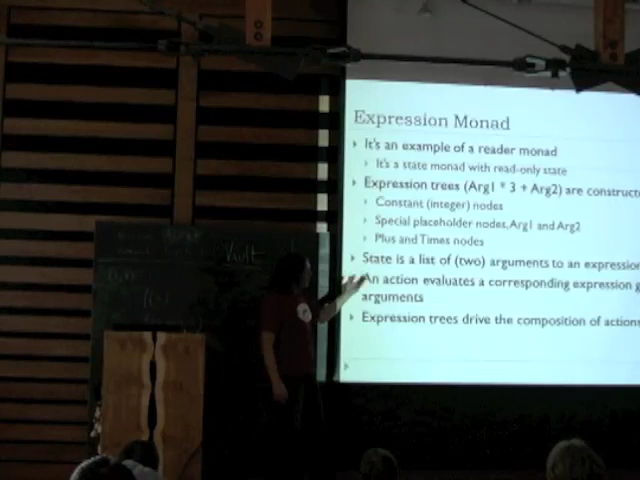 Expression Monad
It's an example of a reader monad
It's a state monad with read-only state
Expression trees (Arg1 * 3 + Arg2) are construct
Constant (integer) nodes
Special placeholder nodes, Arg1 and Arg2
Plus and Times nodes
State is a list of (two) arguments to an expression
An action evaluates a corresponding expression g
arguments
Expression trees drive the composition of actions
Vault